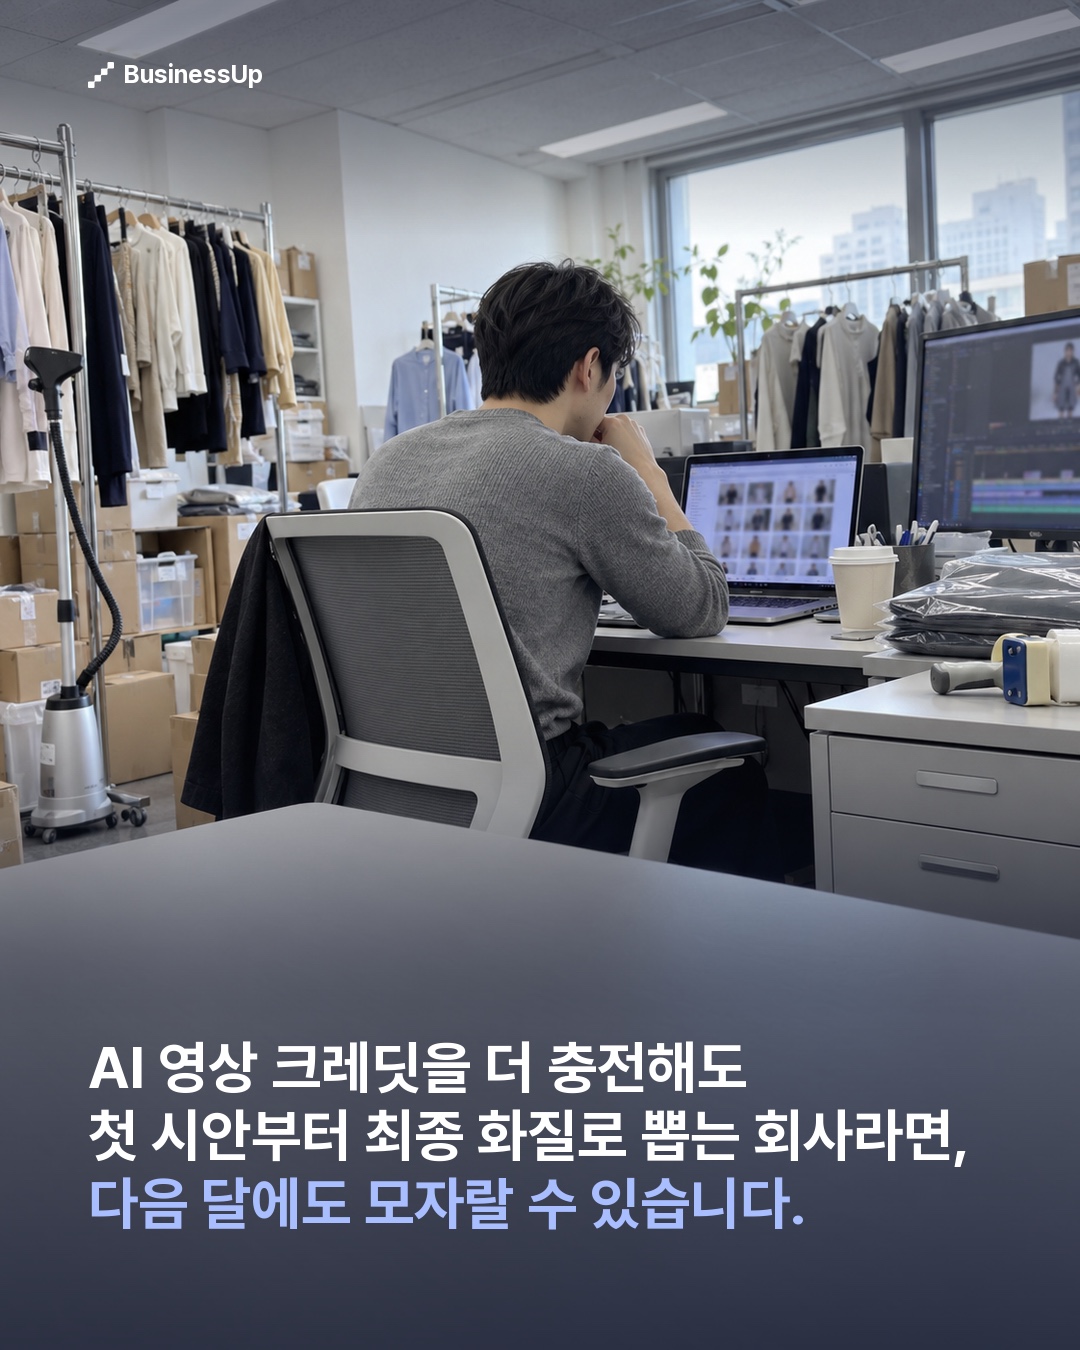 BusinessUp
AI 영상 크레딧을 더 충전해도
첫 시안부터 최종 화질로 뽑는 회사라면,
다음 달에도 모자랄 수 있습니다.